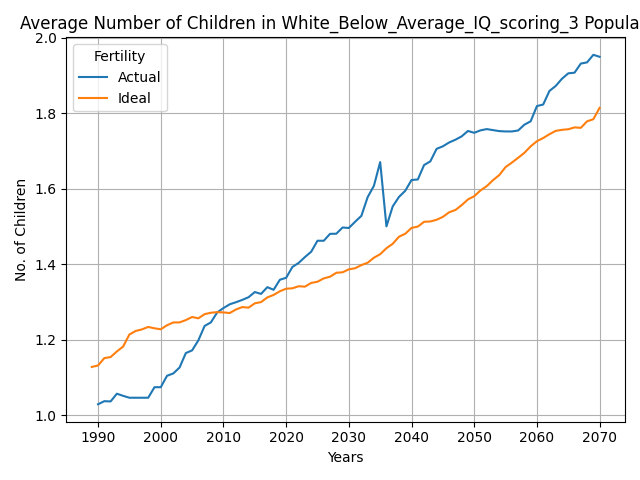 Average Number of Children in White_Below_Average_IQ_scoring_3 Popula
2.0
1.8
1.6
1.4
1.2
1.0
No. of Children
Fertility
Actual
Ideal
1990 2000 2010 2020 2030 2040 2050 2060 2070
Years